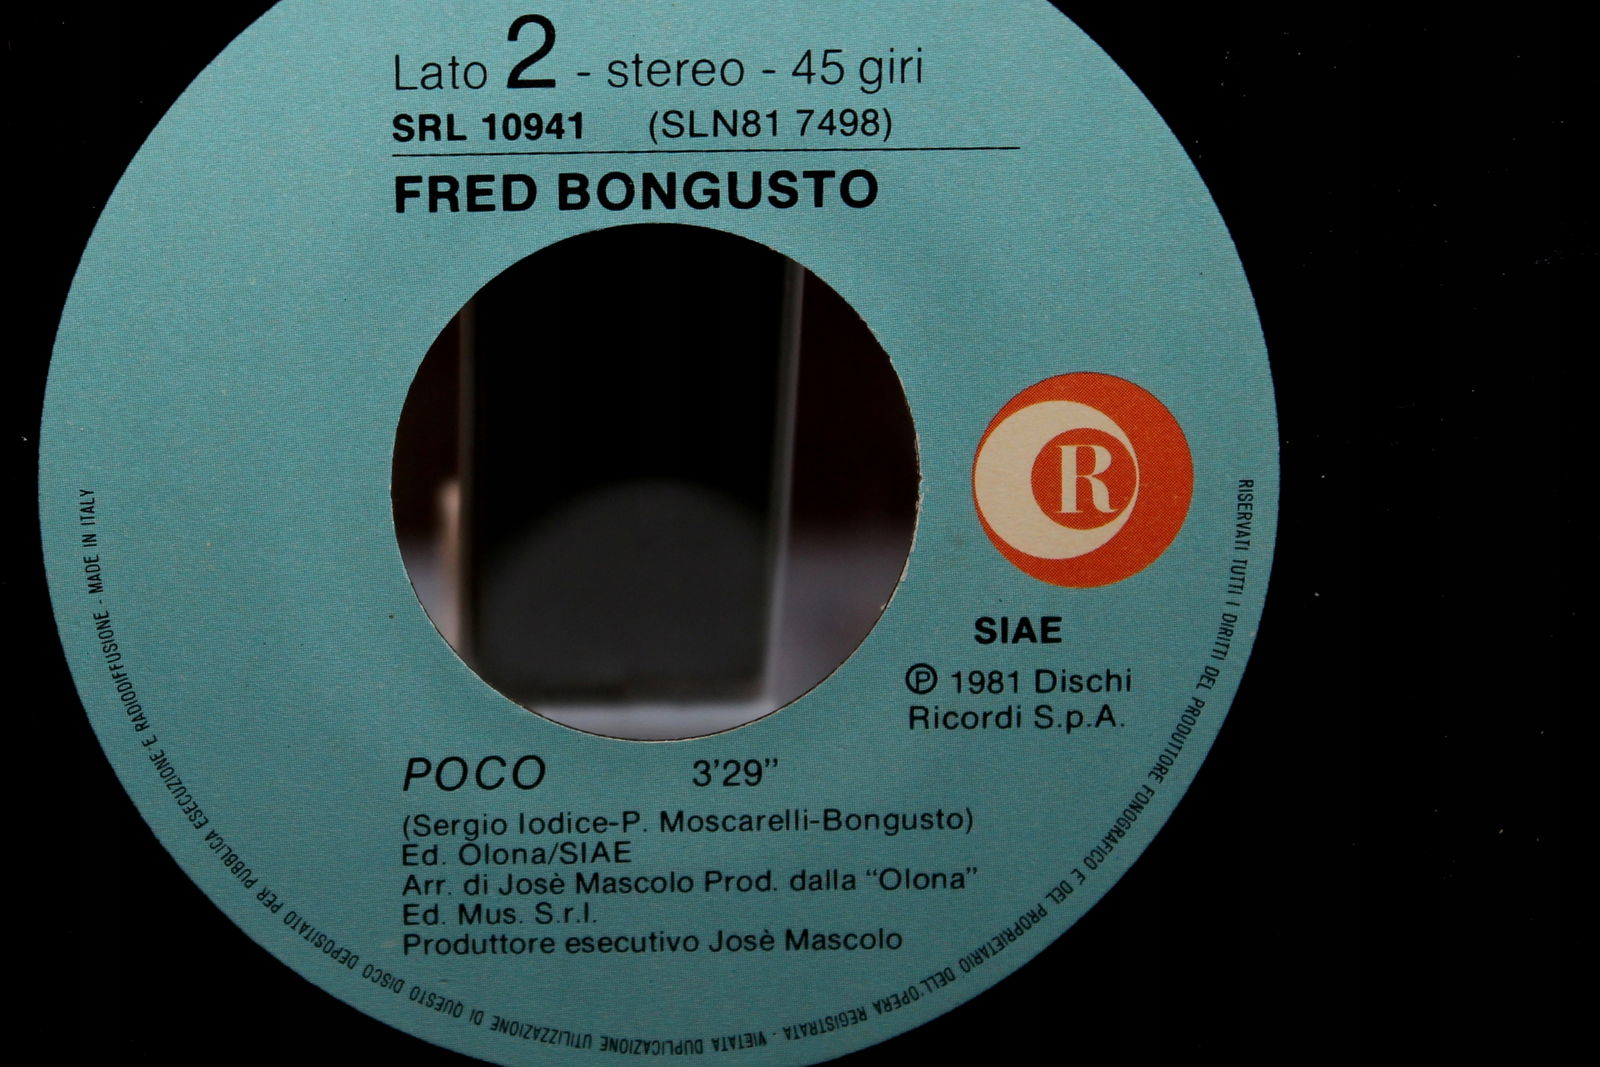 Lato 2 - stereo - 45 giri
SRL 10941 (SLN81 7498)
FRED BONGUSTO
R
SIAE
℗ 1981 Dischi
Ricordi S.p.A.
POCO 3'29"
(Sergio Iodice-P. Moscarelli-Bongusto)
Ed. Olona/SIAE
Arr. di Josè Mascolo Prod. dalla "Olona"
Ed. Mus. S.r.l.
Produttore esecutivo Josè Mascolo
RISERVATI TUTTI I DIRITTI DEL PRODUTTORE FONOGRAFICO E DEL PROPRIETARIO DELL'OPERA REGISTRATA - VIETATA DUPLICAZIONE UTILIZZAZIONE DI QUESTO DISCO DEPOSITATO PER PUBBLICA ESECUZIONE E RADIODIFFUSIONE - MADE IN ITALY